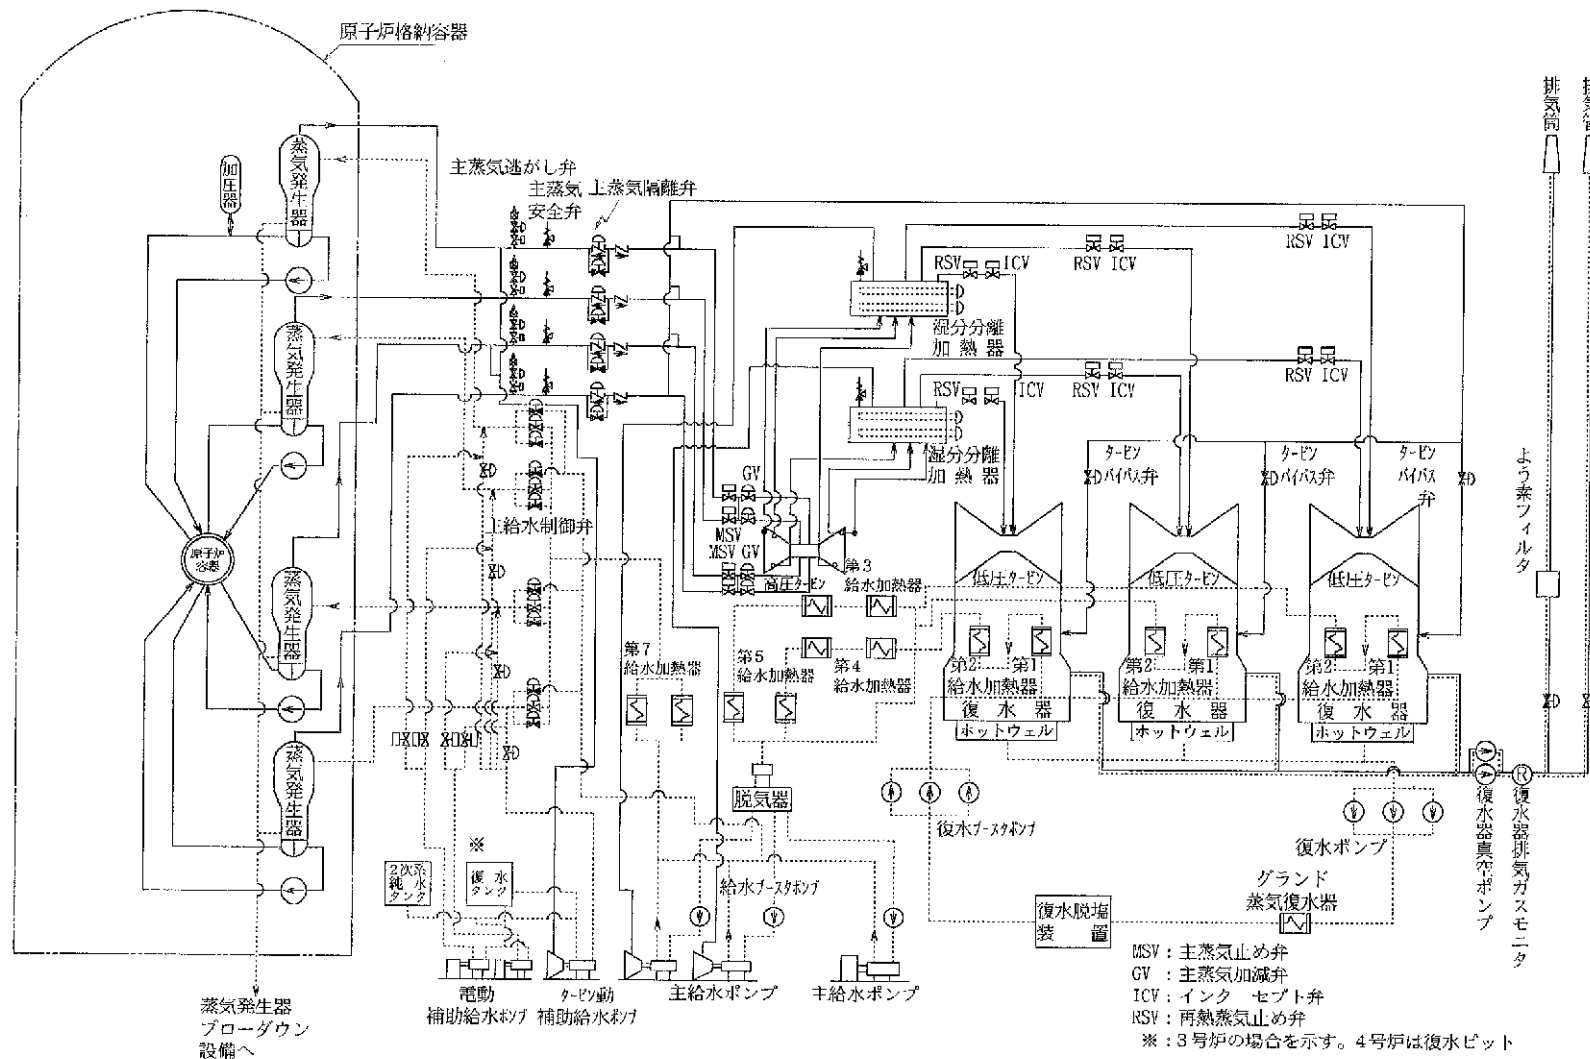 原子炉格納容器
排気筒
排気筒
蒸気発生器
加圧器
主蒸気逃がし弁
主蒸気
安全弁
主蒸気隔離弁
RSV ICV
RSV ICV
RSV ICV
湿分分離
加熱器
蒸気発生器
RSV ICV
RSV ICV
RSV ICV
湿分分離
加熱器
タービン
バイパス弁
タービン
バイパス弁
タービン
バイパス
弁
よう素フィルタ
GV
主給水制御弁
MSV
MSV GV
原子炉
容器
高圧タービン
第3
給水加熱器
低圧タービン
低圧タービン
低圧タービン
蒸気発生器
第7
給水加熱器
第5
給水加熱器
第4
給水加熱器
第2 第1
給水加熱器
復水器
ホットウェル
第2 第1
給水加熱器
復水器
ホットウェル
第2 第1
給水加熱器
復水器
ホットウェル
蒸気発生器
脱気器
復水ブースタポンプ
復水ポンプ
R
復水器真空ポンプ
復水器排気ガスモニタ
※
2次系
純水
タンク
復水
タンク
給水ブースタポンプ
グランド
蒸気復水器
復水脱塩
装置
電動
補助給水ポンプ
タービン動
補助給水ポンプ
主給水ポンプ
主給水ポンプ
蒸気発生器
ブローダウン
設備へ
MSV:主蒸気止め弁
GV :主蒸気加減弁
ICV:インタ セプト弁
RSV:再熱蒸気止め弁
※:3号炉の場合を示す。4号炉は復水ピット